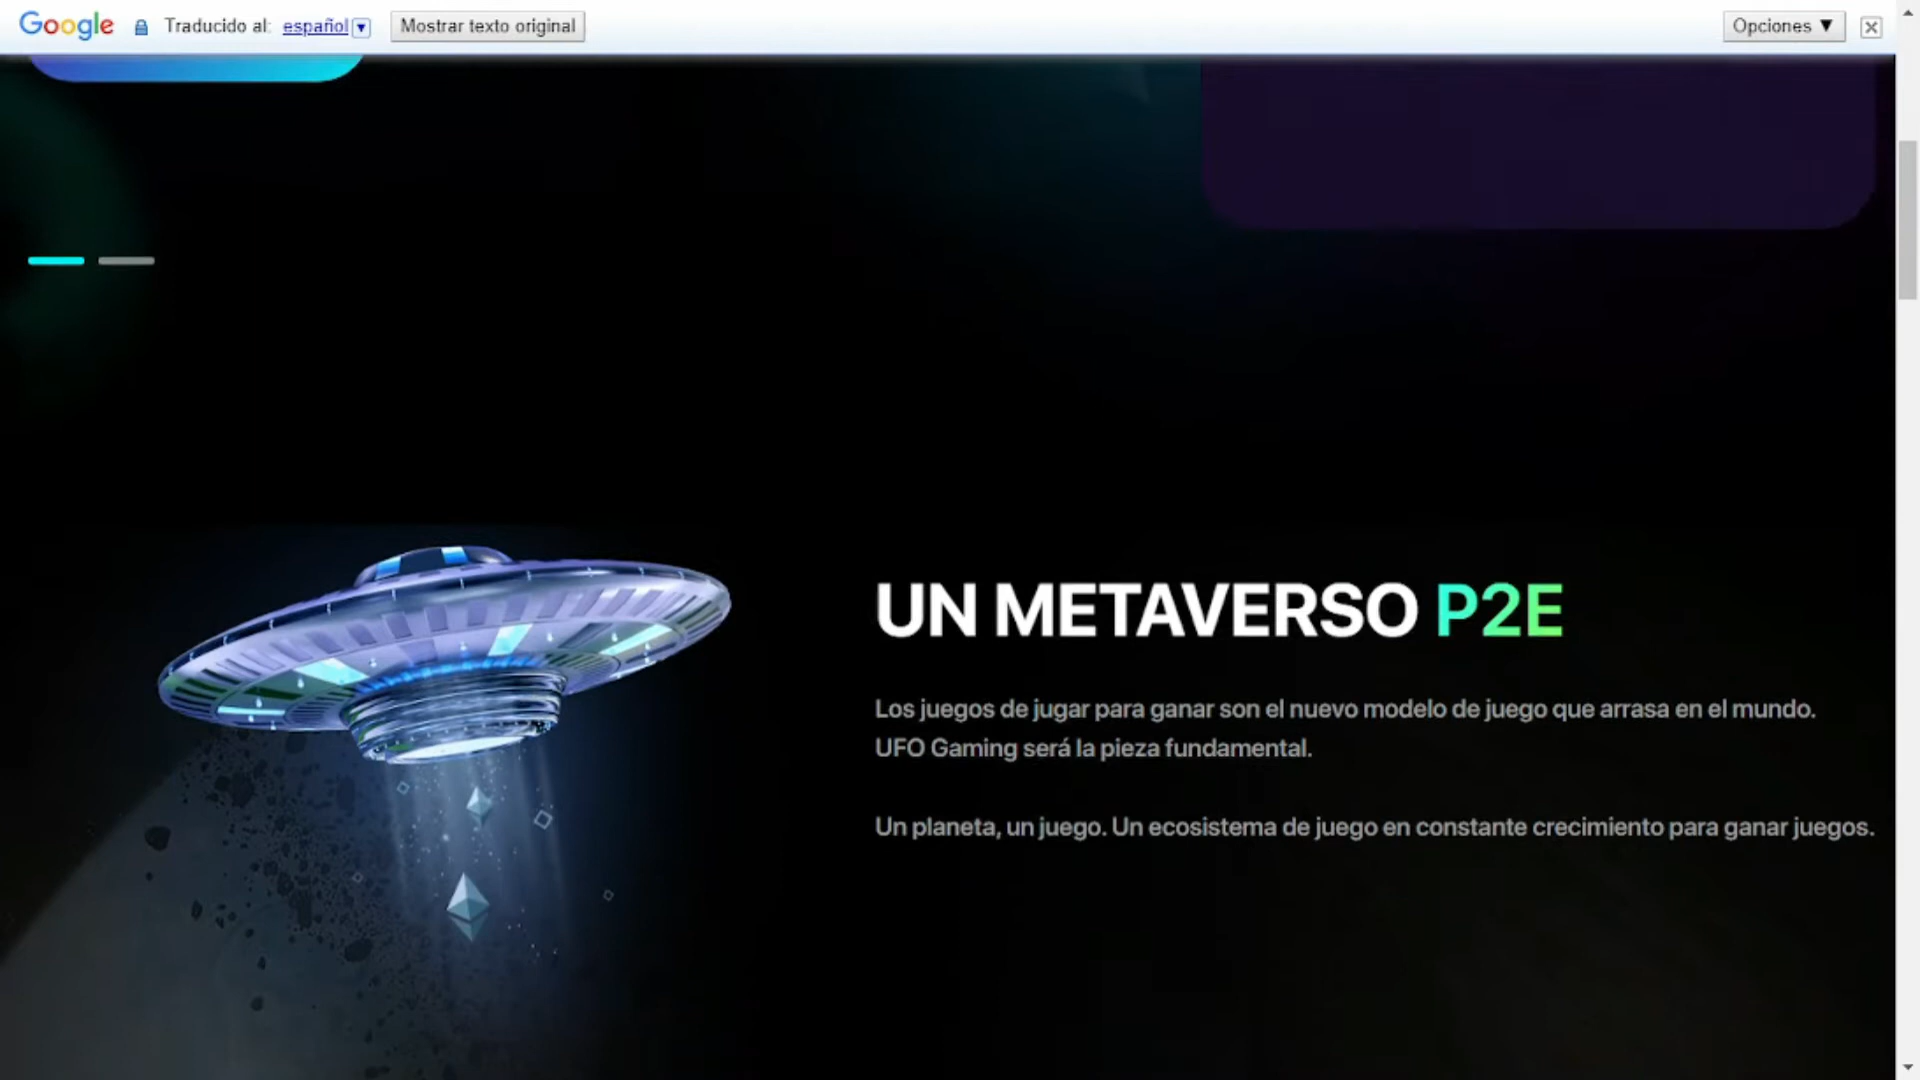 Google Traducido al: español Mostrar texto original Opciones ▼
UN METAVERSO P2E
Los juegos de jugar para ganar son el nuevo modelo de juego que arrasa en el mundo.
UFO Gaming será la pieza fundamental.
Un planeta, un juego. Un ecosistema de juego en constante crecimiento para ganar juegos.